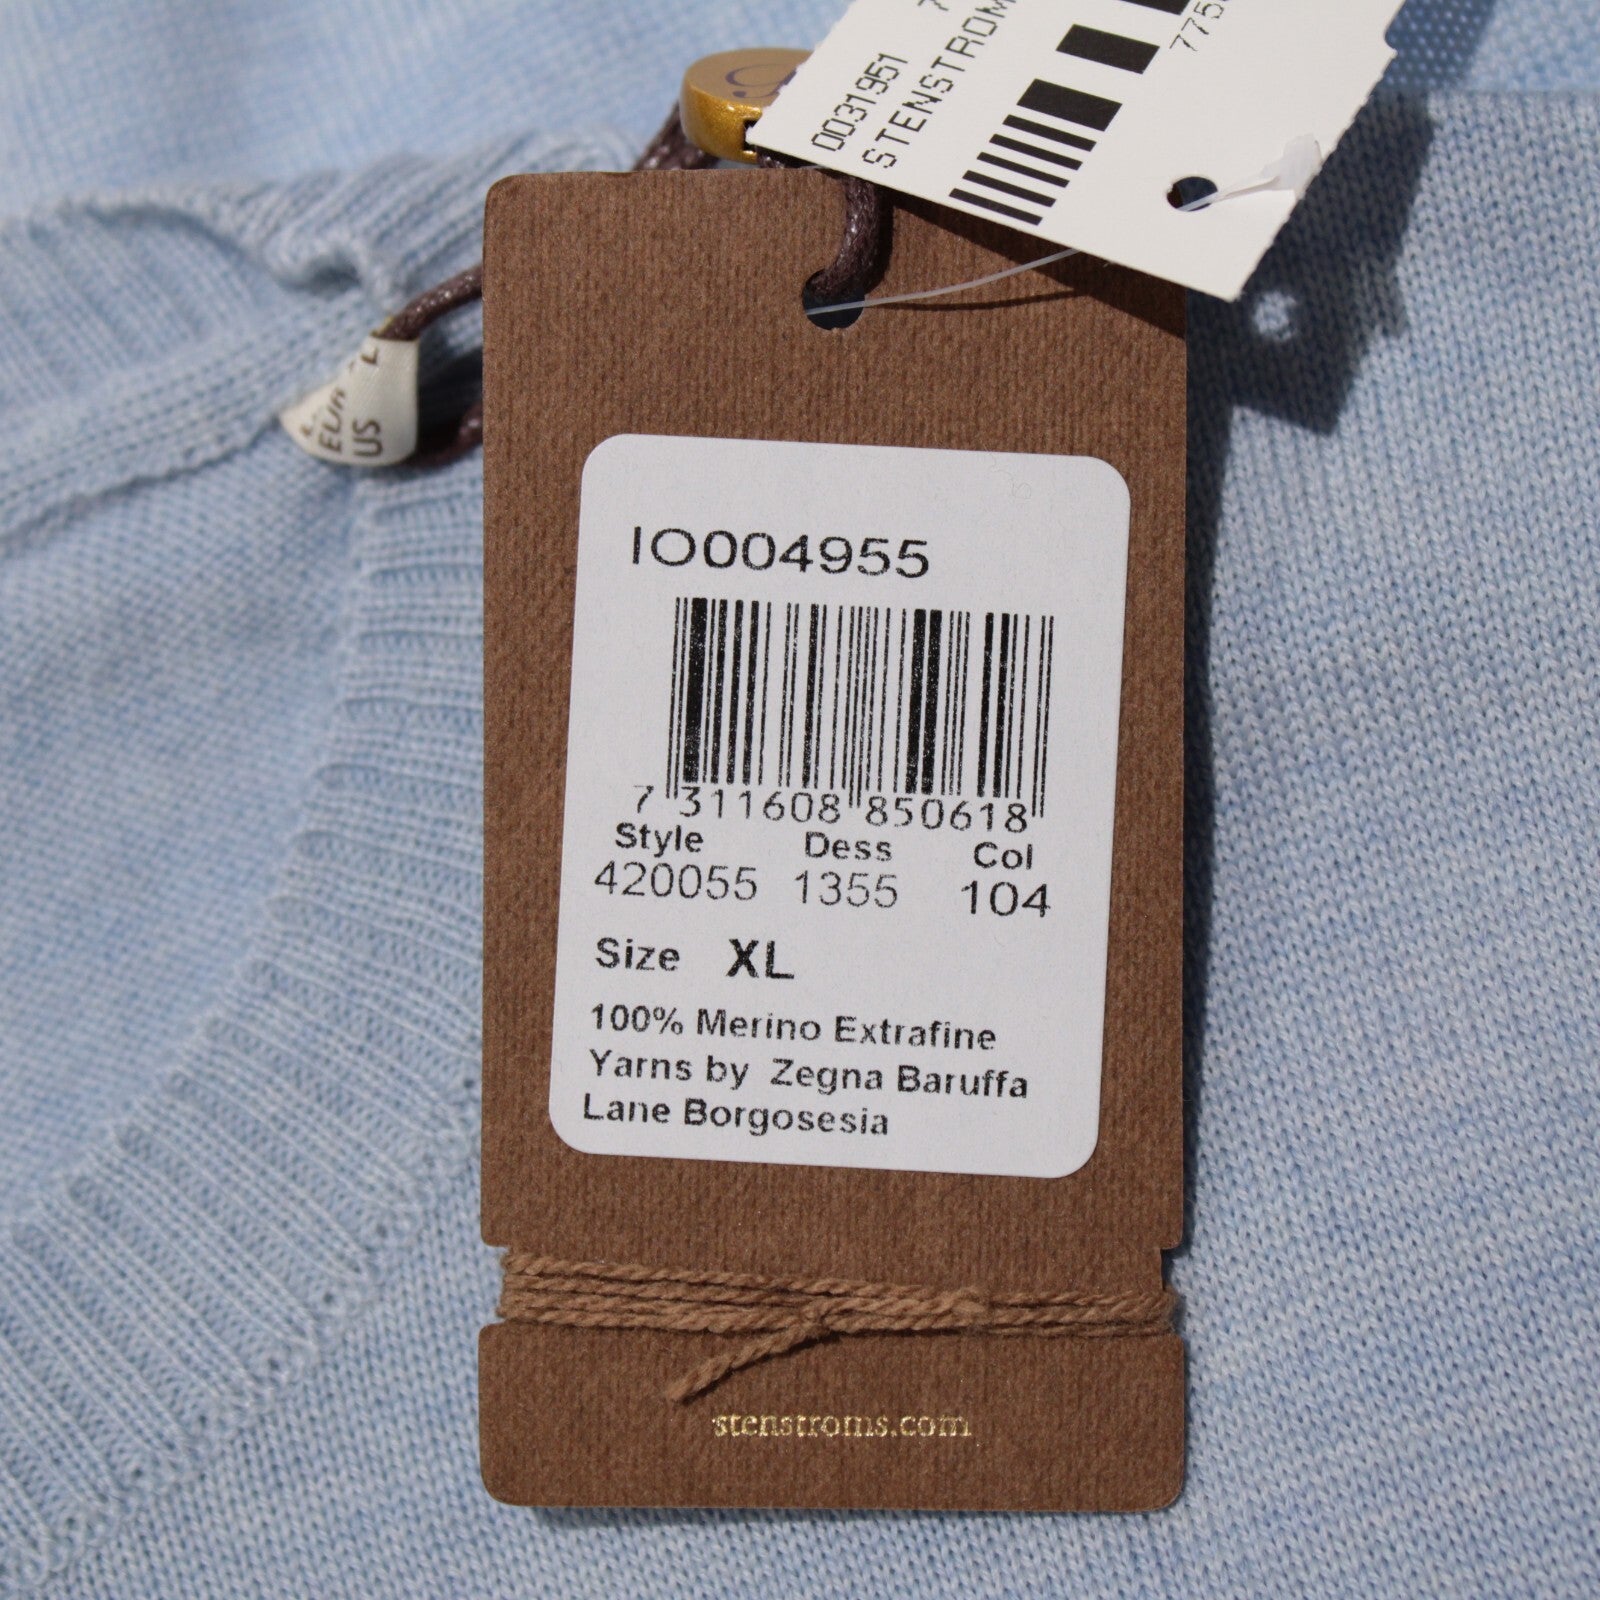 0031951
STENSTROM
775
EUR
US
IO004955
7 311608 850618
Style Dess Col
420055 1355 104
Size XL
100% Merino Extrafine
Yarns by Zegna Baruffa
Lane Borgosesia
stenstroms.com